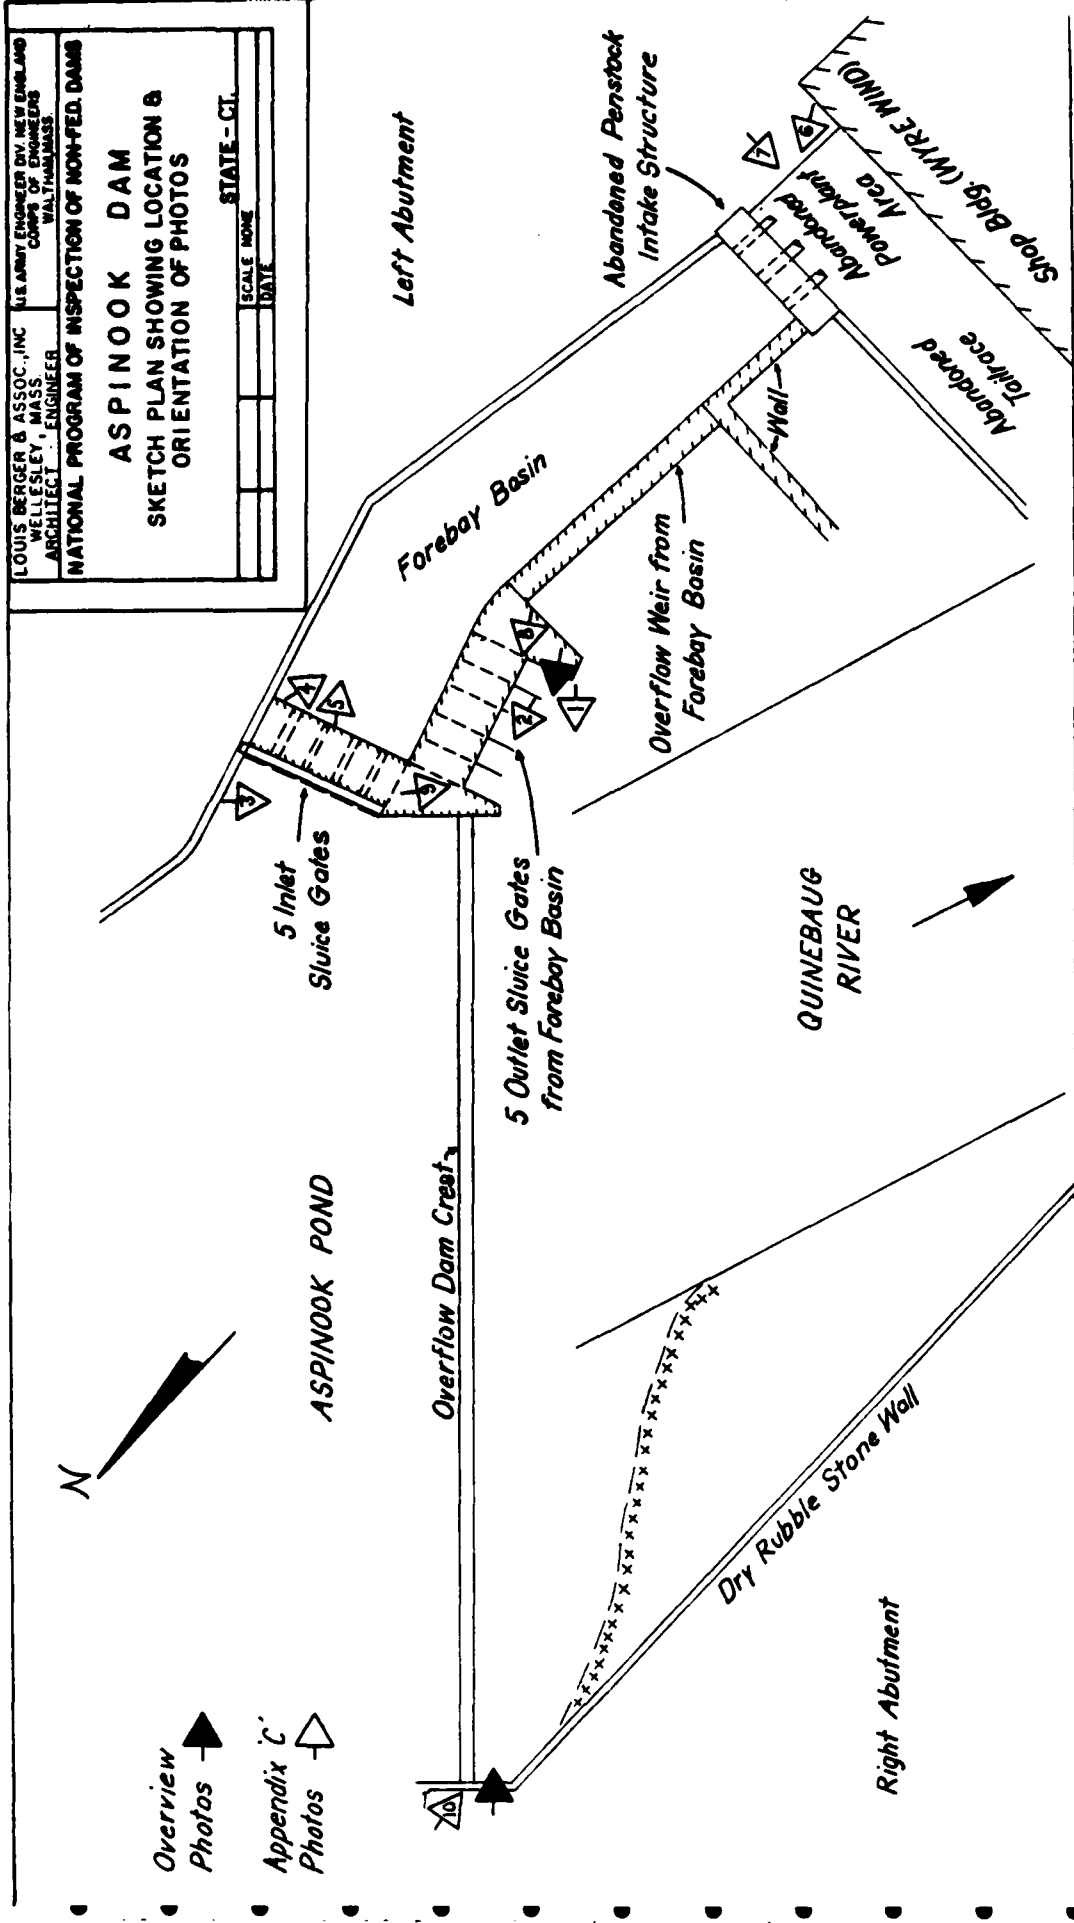 LOUIS BERGER & ASSOC., INC
WELLESLEY, MASS.
ARCHITECT . ENGINEER
U.S. ARMY ENGINEER DIV. NEW ENGLAND
CORPS OF ENGINEERS
WALTHAM, MASS.
NATIONAL PROGRAM OF INSPECTION OF NON-FED. DAMS
ASPINOOK DAM
SKETCH PLAN SHOWING LOCATION &
ORIENTATION OF PHOTOS
STATE - CT.
SCALE NONE
DATE
N
Overview
Photos
Appendix 'C'
Photos
ASPINOOK POND
5 Inlet
Sluice Gates
Left Abutment
Forebay Basin
Abandoned Penstock
Intake Structure
Overflow Dam Crest
5 Outlet Sluice Gates
from Forebay Basin
Overflow Weir from
Forebay Basin
Wall
Abandoned
Powerplant
Area
Shop Bldg. (WYRE WIND)
Abandoned
Tailrace
QUINEBAUG
RIVER
Dry Rubble Stone Wall
Right Abutment
1
2
3
4
5
6
7
8
9
10